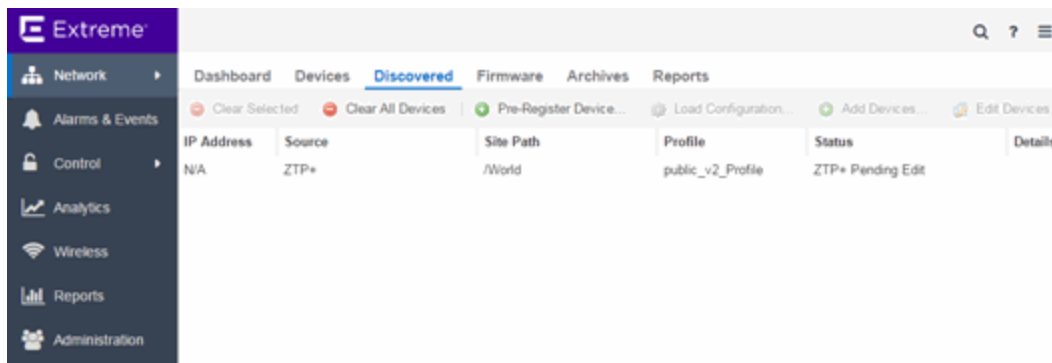 Extreme
? 
Network
Dashboard Devices Discovered Firmware Archives Reports
Clear Selected Clear All Devices Pre-Register Device... Load Configuration... Add Devices... Edit Devices
Alarms & Events
IP Address Source Site Path Profile Status Details
Control
N/A ZTP+ /World public_v2_Profile ZTP+ Pending Edit
Analytics
Wireless
Reports
Administration